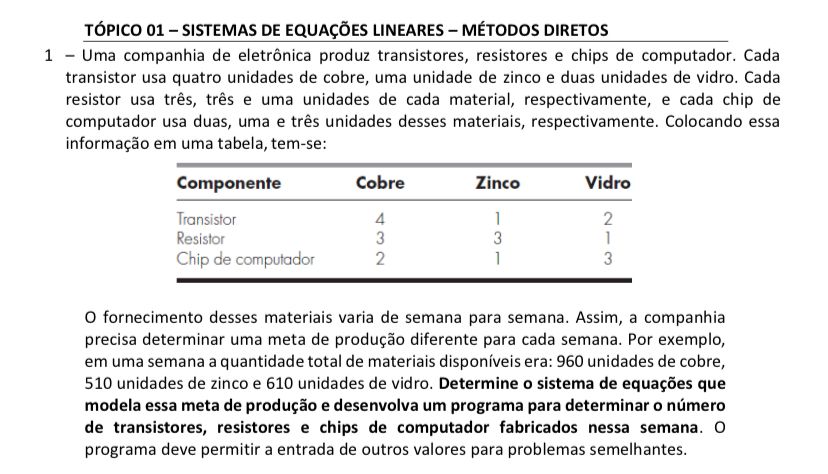 TÓPICO 01 – SISTEMAS DE EQUAÇÕES LINEARES – MÉTODOS DIRETOS
1 – Uma companhia de eletrônica produz transistores, resistores e chips de computador. Cada
transistor usa quatro unidades de cobre, uma unidade de zinco e duas unidades de vidro. Cada
resistor usa três, três e uma unidades de cada material, respectivamente, e cada chip de
computador usa duas, uma e três unidades desses materiais, respectivamente. Colocando essa
informação em uma tabela, tem-se:
Componente Cobre Zinco Vidro
Transistor 4 1 2
Resistor 3 3 1
Chip de computador 2 1 3
O fornecimento desses materiais varia de semana para semana. Assim, a companhia
precisa determinar uma meta de produção diferente para cada semana. Por exemplo,
em uma semana a quantidade total de materiais disponíveis era: 960 unidades de cobre,
510 unidades de zinco e 610 unidades de vidro. Determine o sistema de equações que
modela essa meta de produção e desenvolva um programa para determinar o número
de transistores, resistores e chips de computador fabricados nessa semana. O
programa deve permitir a entrada de outros valores para problemas semelhantes.